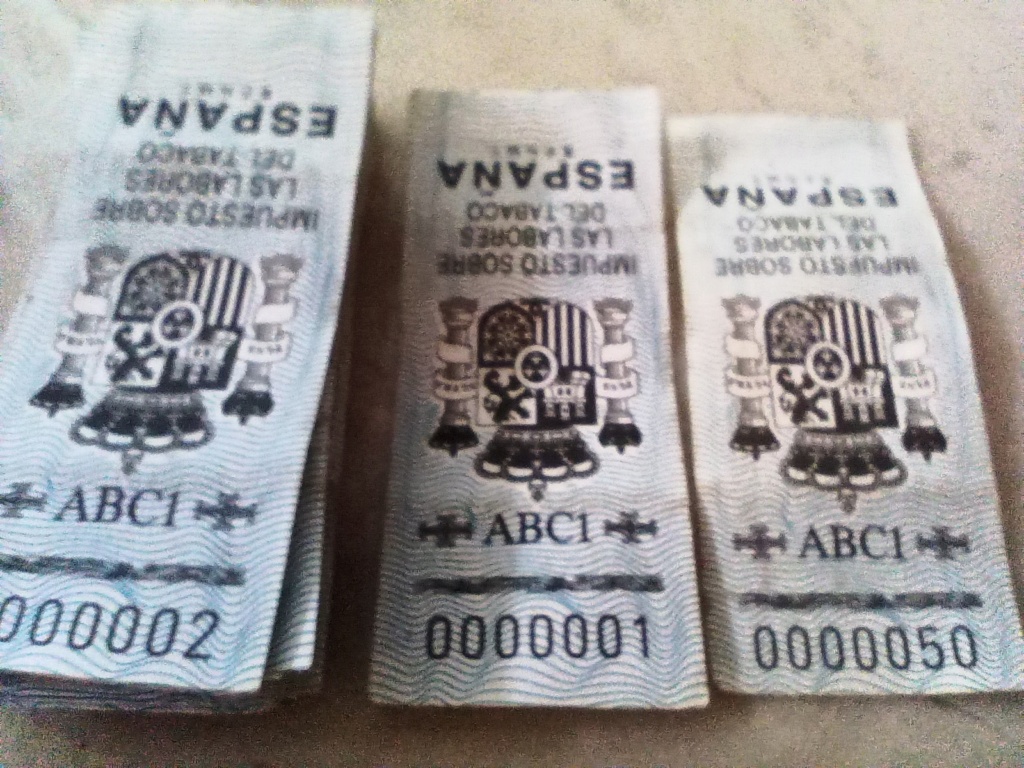 ESPAÑA
DEL TABACO
LAS LABORES
IMPUESTO SOBRE
ABC1
000002
ESPAÑA
DEL TABACO
LAS LABORES
IMPUESTO SOBRE
ABC1
0000001
ESPAÑA
DEL TABACO
LAS LABORES
IMPUESTO SOBRE
ABC1
0000050